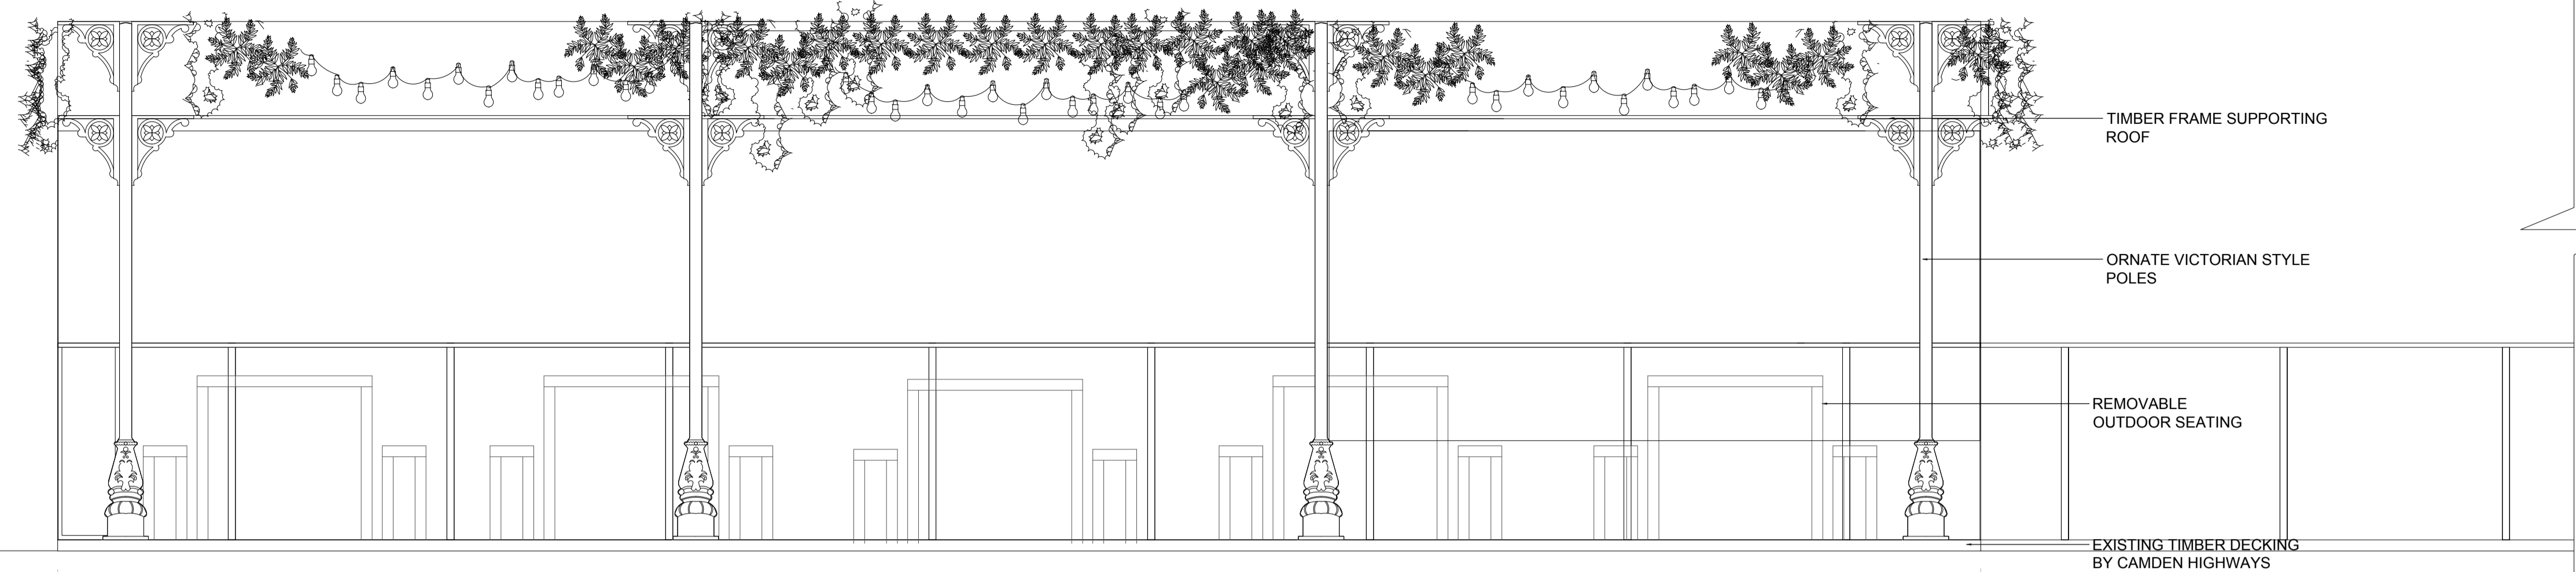 TIMBER FRAME SUPPORTING
ROOF
ORNATE VICTORIAN STYLE
POLES
REMOVABLE
OUTDOOR SEATING
EXISTING TIMBER DECKING
BY CAMDEN HIGHWAYS